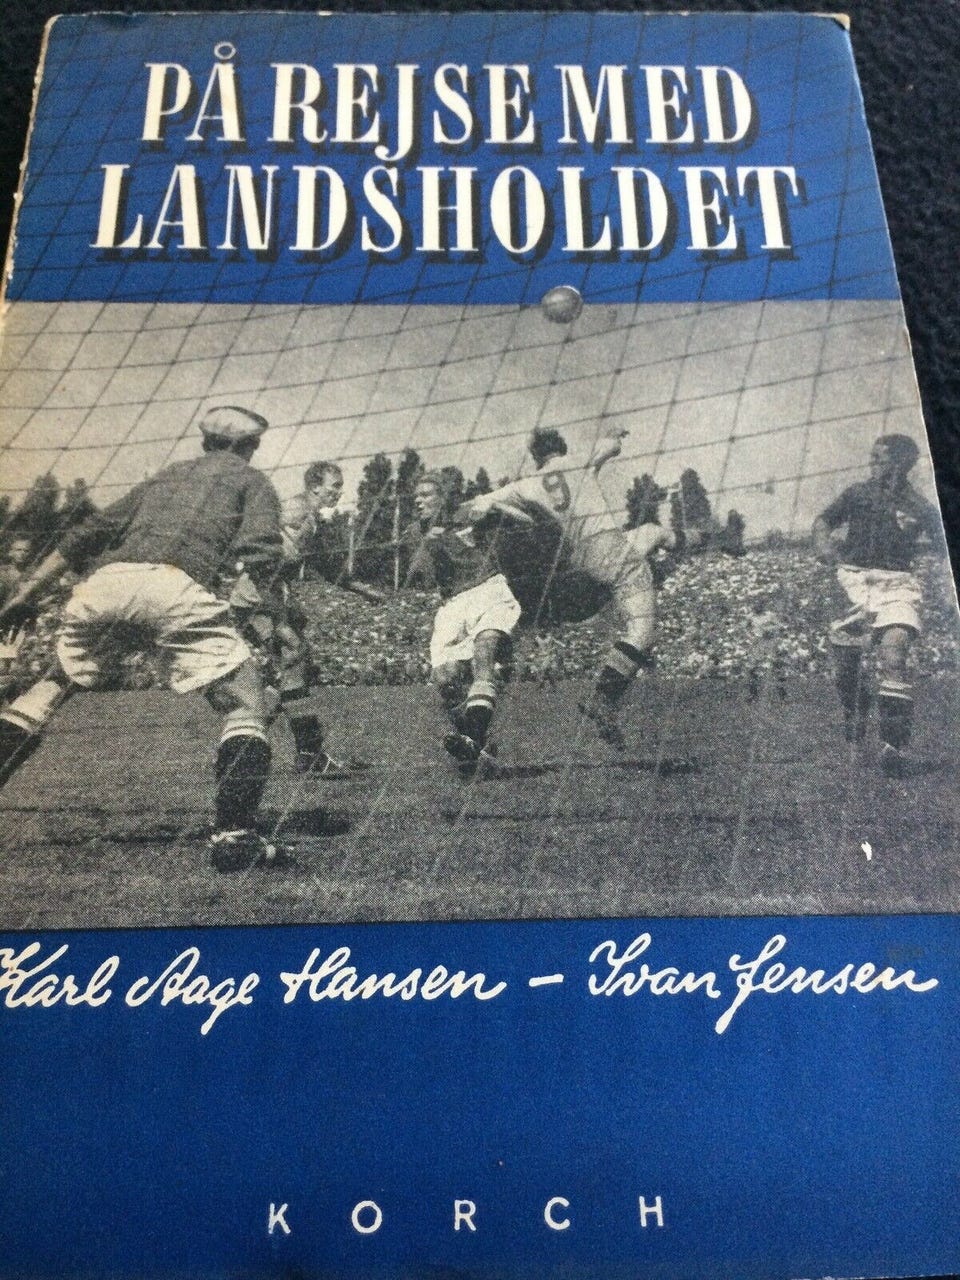 PÅ REJSE MED
LANDSHOLDET
Karl Aage Hansen – Ivan Jensen
KORCH